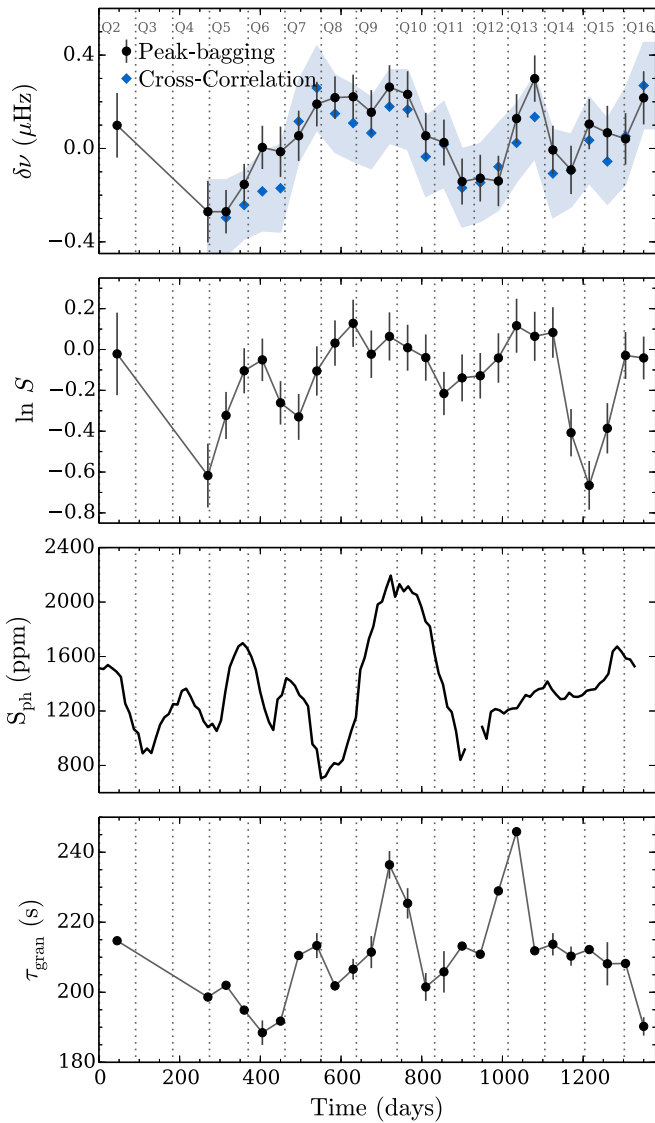 Q2 Q3 Q4 Q5 Q6 Q7 Q8 Q9 Q10 Q11 Q12 Q13 Q14 Q15 Q16
Peak-bagging
Cross-Correlation
0.4
0.0
−0.4
δν (μHz)
0.2
0.0
−0.2
−0.4
−0.6
−0.8
ln S
2400
2000
1600
1200
800
S_ph (ppm)
240
220
200
180
τ_gran (s)
0 200 400 600 800 1000 1200
Time (days)